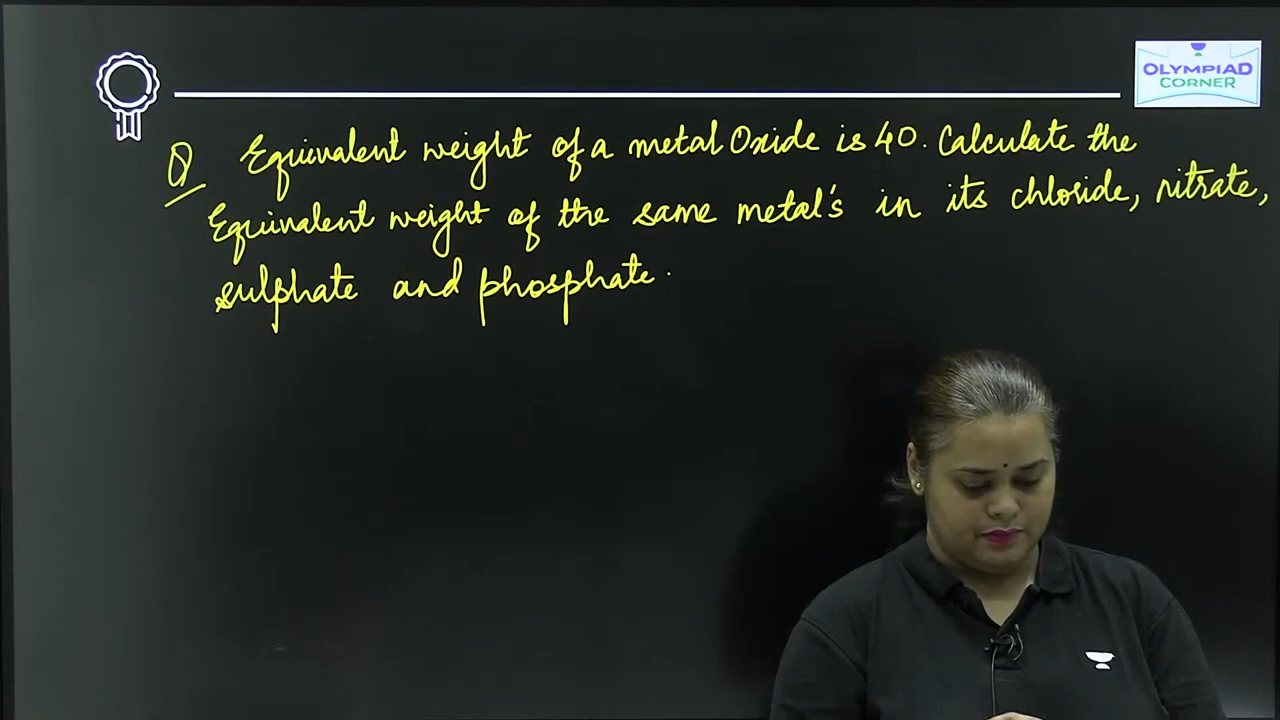 OLYMPIAD
CORNER
Q Equivalent weight of a metal Oxide is 40. Calculate the
Equivalent weight of the same metal's in its chloride, nitrate,
sulphate and phosphate.